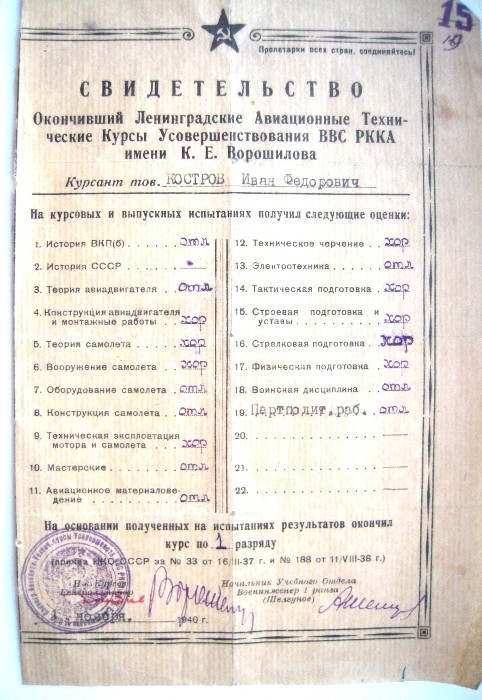 15
Пролетарии всех стран, соединяйтесь!
СВИДЕТЕЛЬСТВО
Окончивший Ленинградские Авиационные Техни-
ческие Курсы Усовершенствования ВВС РККА
имени К. Е. Ворошилова
Курсант тов. КОСТРОВ Иван Федорович
На курсовых и выпускных испытаниях получил следующие оценки:
1. История ВКП(б) отл
2. История СССР —
3. Теория авиадвигателя отл
4. Конструкция авиадвигателя
и монтажные работы хор
5. Теория самолета хор
6. Вооружение самолета хор
7. Оборудование самолета отл
8. Конструкция самолета отл
9. Техническая эксплоатация
мотора и самолета хор
10. Мастерские отл
11. Авиационное материалове-
дение отл
12. Техническое черчение хор
13. Электротехника отл
14. Тактическая подготовка хор
15. Строевая подготовка и
уставы хор
16. Стрелковая подготовка хор
17. Физическая подготовка хор
18. Воинская дисциплина отл
19. Партполит.раб. отл
20. —
21. —
22. —
На основании полученных на испытаниях результатов окончил
курс по 1 разряду
(приказ НКО СССР за № 33 от 16/III-37 г. и № 188 от 11/VIII-38 г.)
Н-к Курсов
Начальник Учебного Отдела
Военинженер 1 ранга
(Шелгунов)
ноября. 1940 г.